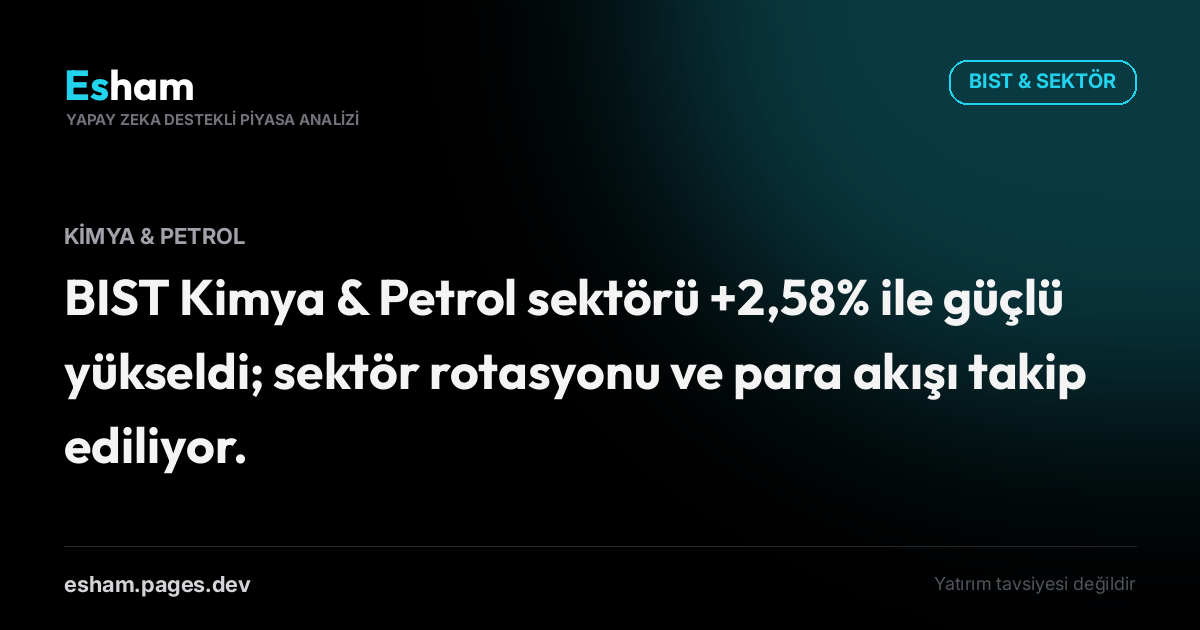 Esham
BIST & SEKTÖR
YAPAY ZEKA DESTEKLİ PİYASA ANALİZİ
KİMYA & PETROL
BIST Kimya & Petrol sektörü +2,58% ile güçlü
yükseldi; sektör rotasyonu ve para akışı takip
ediliyor.
esham.pages.dev
Yatırım tavsiyesi değildir